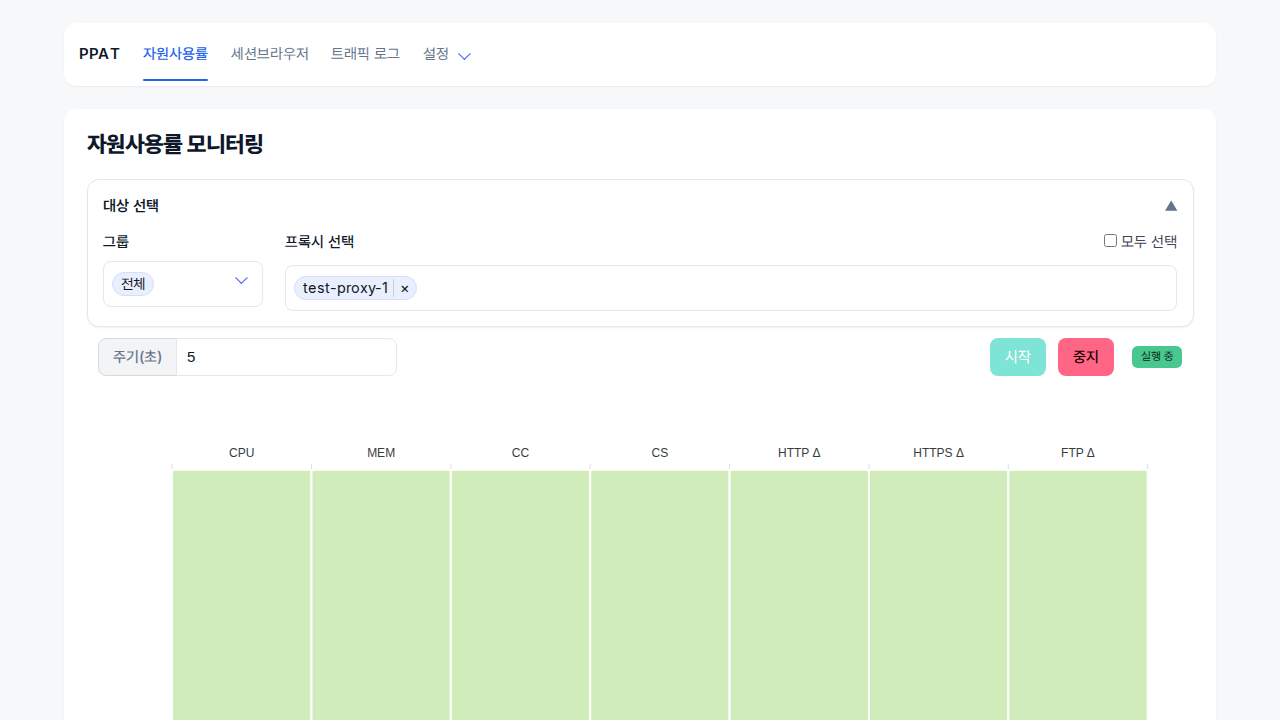 PPAT 자원사용률 세션브라우저 트래픽 로그 설정
자원사용률 모니터링
대상 선택 ▲
그룹 프록시 선택 모두 선택
전체 test-proxy-1 ×
주기(초) 5 시작 중지 실행 중
CPU MEM CC CS HTTP Δ HTTPS Δ FTP Δ